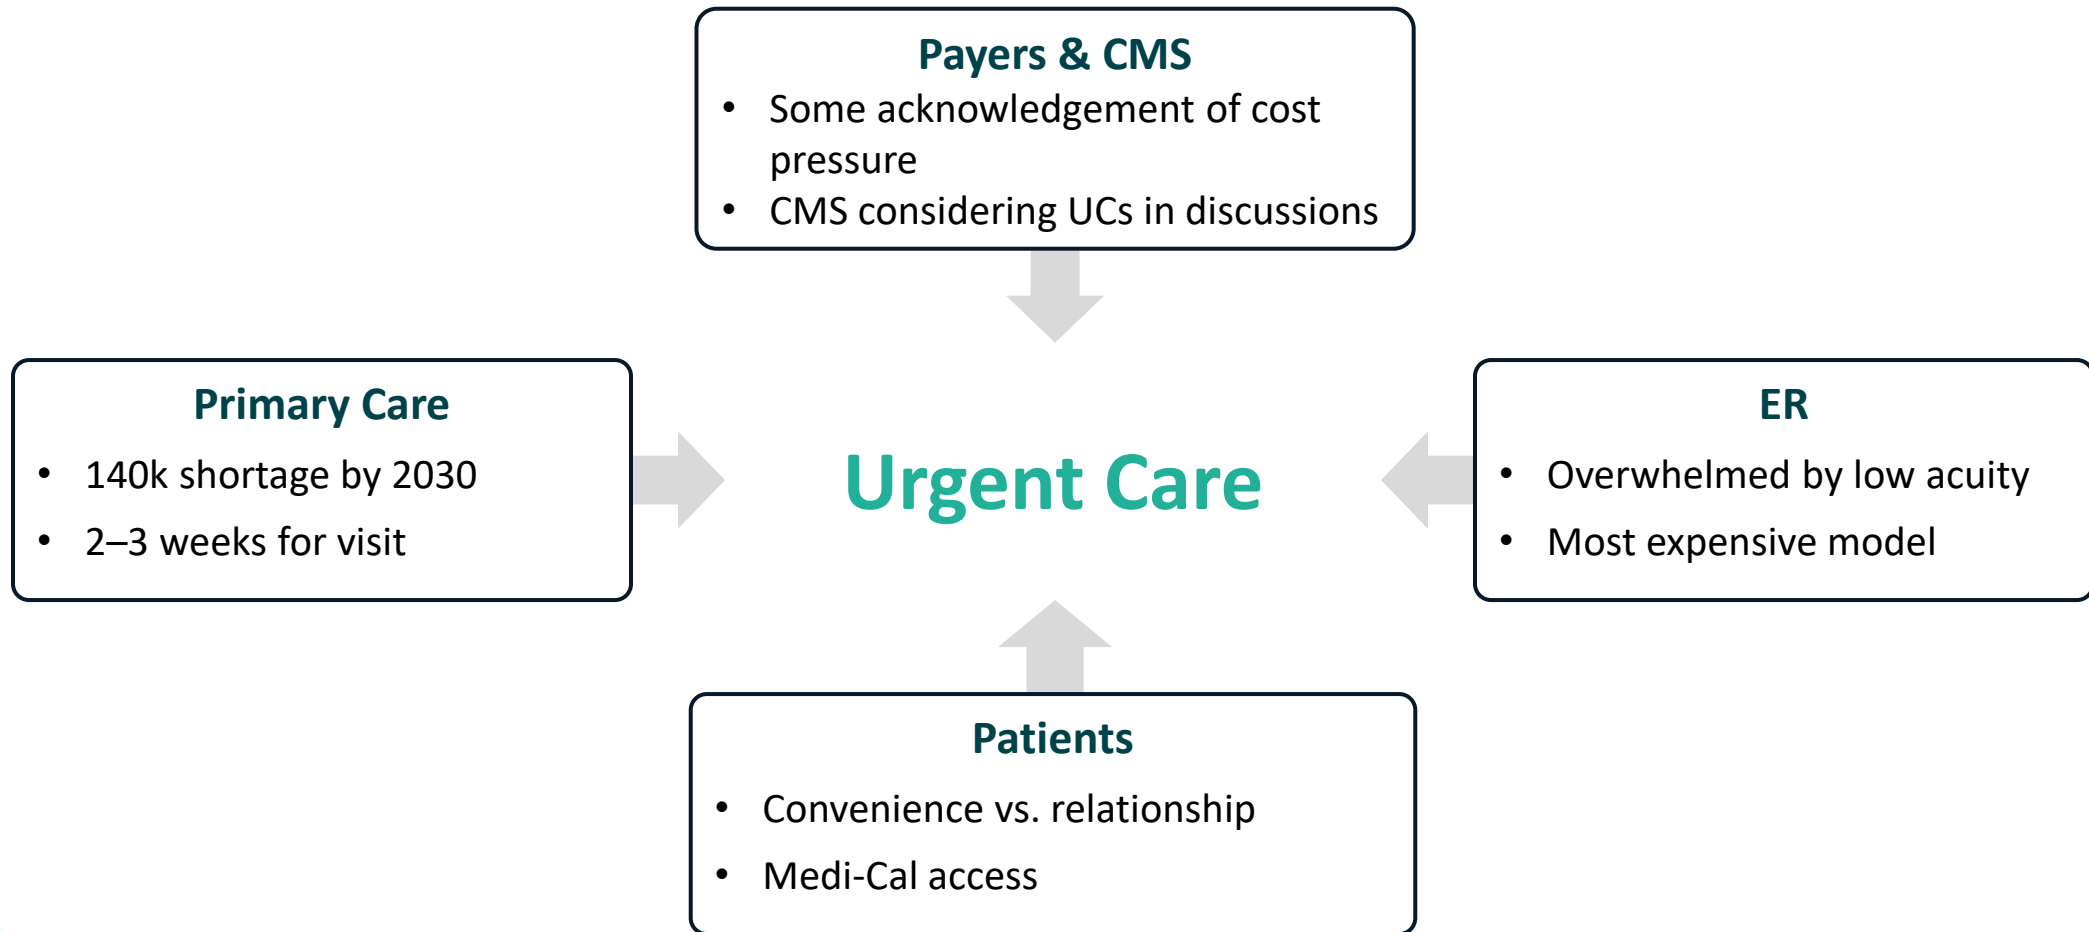 Payers & CMS
• Some acknowledgement of cost
pressure
• CMS considering UCs in discussions
Primary Care
• 140k shortage by 2030
• 2–3 weeks for visit
Urgent Care
ER
• Overwhelmed by low acuity
• Most expensive model
Patients
• Convenience vs. relationship
• Medi-Cal access